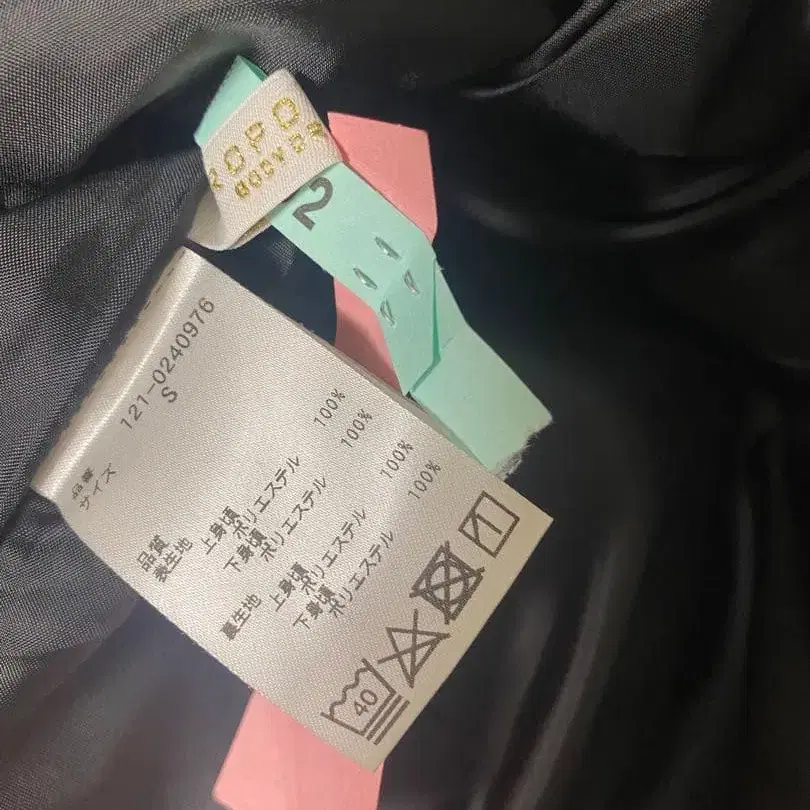 ROPÓ
BODY DR
2
品番 121-0240976
サイズ S
品質
表生地 上身頃
ポリエステル 100%
下身頃
ポリエステル 100%
裏生地 上身頃
ポリエステル 100%
下身頃
ポリエステル 100%
40